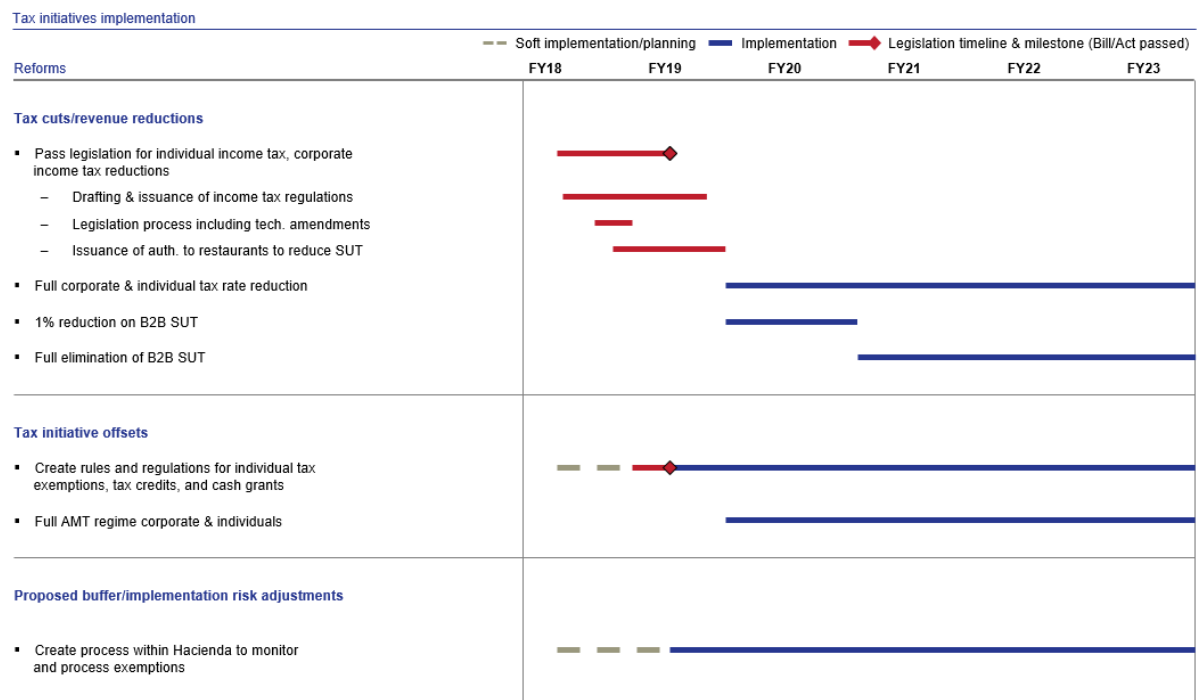 Tax initiatives implementation
Soft implementation/planning Implementation Legislation timeline & milestone (Bill/Act passed)
Reforms FY18 FY19 FY20 FY21 FY22 FY23
Tax cuts/revenue reductions
▪ Pass legislation for individual income tax, corporate
income tax reductions
– Drafting & issuance of income tax regulations
– Legislation process including tech. amendments
– Issuance of auth. to restaurants to reduce SUT
▪ Full corporate & individual tax rate reduction
▪ 1% reduction on B2B SUT
▪ Full elimination of B2B SUT
Tax initiative offsets
▪ Create rules and regulations for individual tax
exemptions, tax credits, and cash grants
▪ Full AMT regime corporate & individuals
Proposed buffer/implementation risk adjustments
▪ Create process within Hacienda to monitor
and process exemptions